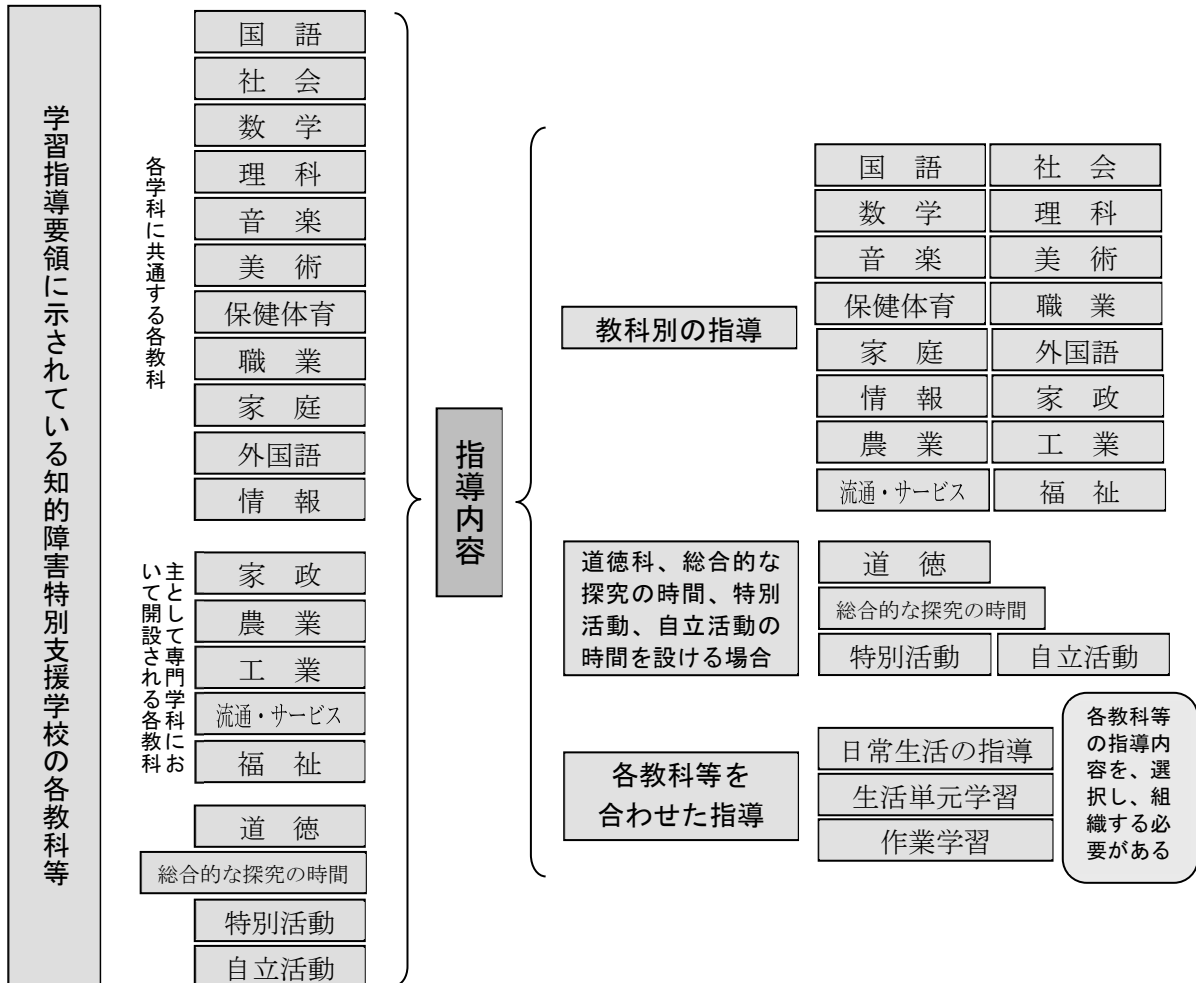 学習指導要領に示されている知的障害特別支援学校の各教科等
各学科に共通する各教科
国　語
社　会
数　学
理　科
音　楽
美　術
保健体育
職　業
家　庭
外国語
情　報
主として専門学科にお
いて開設される各教科
家　政
農　業
工　業
流通・サービス
福　祉
道　徳
総合的な探究の時間
特別活動
自立活動
指導内容
教科別の指導
国　語
社　会
数　学
理　科
音　楽
美　術
保健体育
職　業
家　庭
外国語
情　報
家　政
農　業
工　業
流通・サービス
福　祉
道徳科、総合的な
探究の時間、特別
活動、自立活動の
時間を設ける場合
道　徳
総合的な探究の時間
特別活動
自立活動
各教科等を
合わせた指導
日常生活の指導
生活単元学習
作業学習
各教科等
の指導内
容を、選
択し、組
織する必
要がある